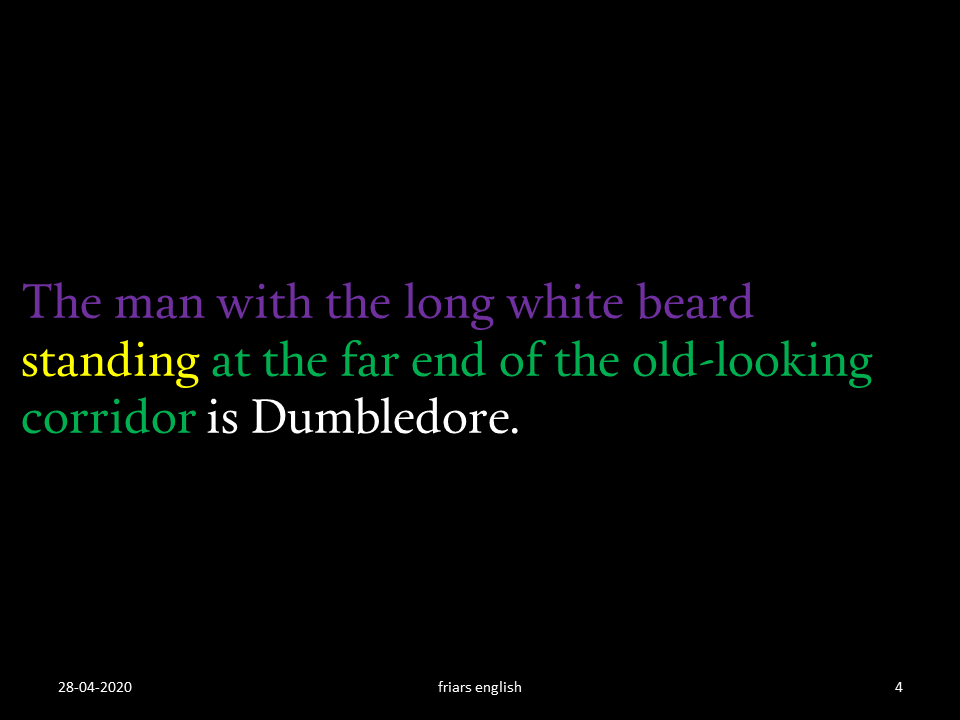 The man with the long white beard
standing at the far end of the old-looking
corridor is Dumbledore.
28-04-2020 friars english 4